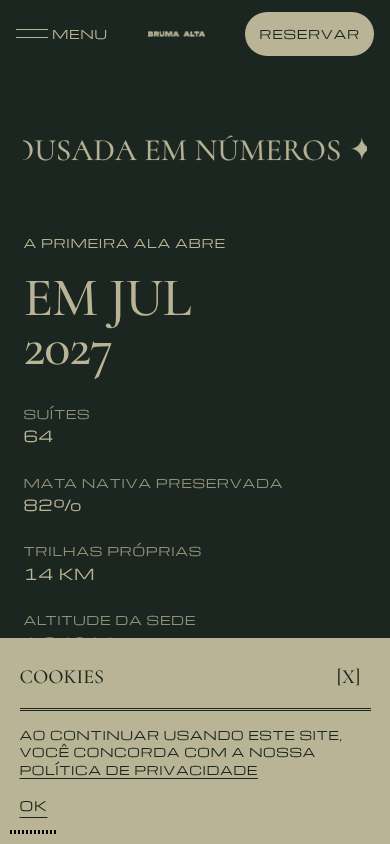 MENU
BRUMA ALTA
RESERVAR
EM NÚMEROS ✦
A PRIMEIRA ALA ABRE
EM JUL
2027
SUÍTES
64
MATA NATIVA PRESERVADA
82%
TRILHAS PRÓPRIAS
14 KM
ALTITUDE DA SEDE
COOKIES
[X]
AO CONTINUAR USANDO ESTE SITE,
VOCÊ CONCORDA COM A NOSSA
POLÍTICA DE PRIVACIDADE
OK